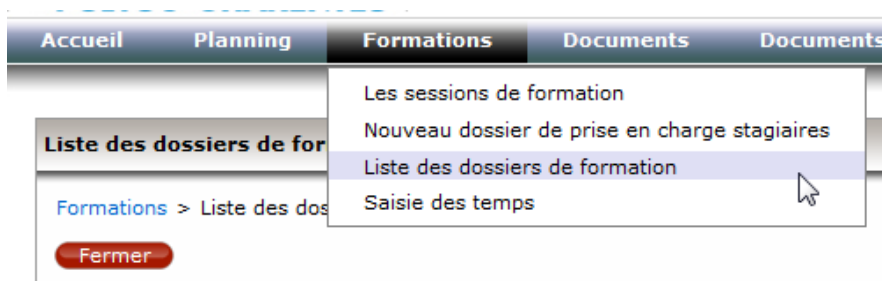 Accueil Planning Formations Documents Documents
Les sessions de formation
Nouveau dossier de prise en charge stagiaires
Liste des dossiers de formation
Saisie des temps
Liste des dossiers de for
Formations > Liste des dos
Fermer